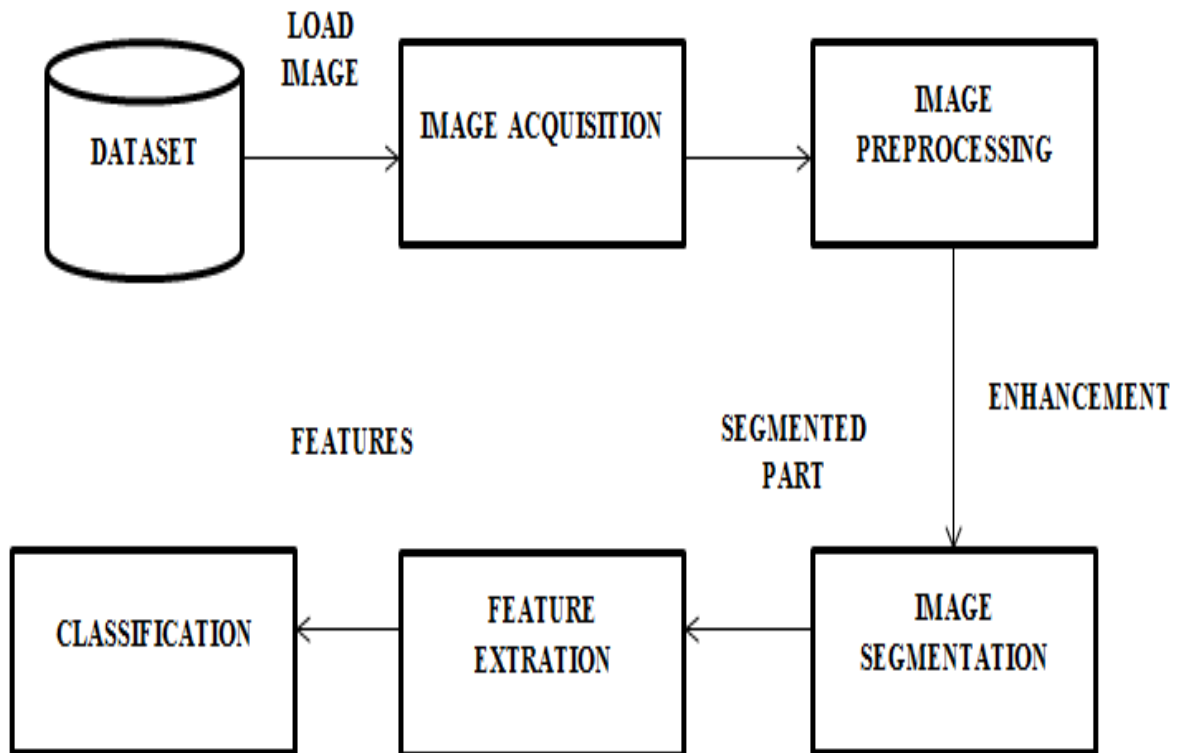 LOAD
IMAGE
DATASET
IMAGE ACQUISITION
IMAGE
PREPROCESSING
ENHANCEMENT
SEGMENTED
PART
FEATURES
IMAGE
SEGMENTATION
FEATURE
EXTRATION
CLASSIFICATION